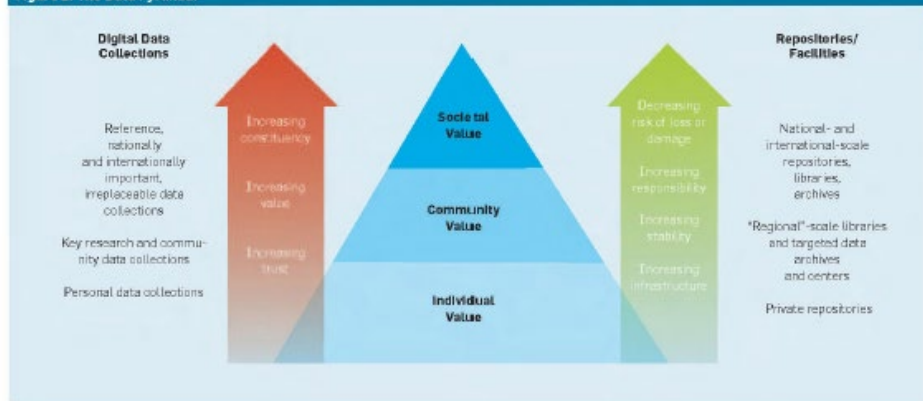 Digital Data
Collections
Reference,
nationally
and internationally
important,
irreplaceable data
collections
Key research and commu-
nity data collections
Personal data collections
Increasing
constituency
Increasing
value
Increasing
trust
Societal
Value
Community
Value
Individual
Value
Decreasing
risk of loss or
damage
Increasing
responsibility
Increasing
stability
Increasing
infrastructure
Repositories/
Facilities
National- and
international-scale
repositories,
libraries,
archives
"Regional"-scale libraries
and targeted data
archives
and centers
Private repositories